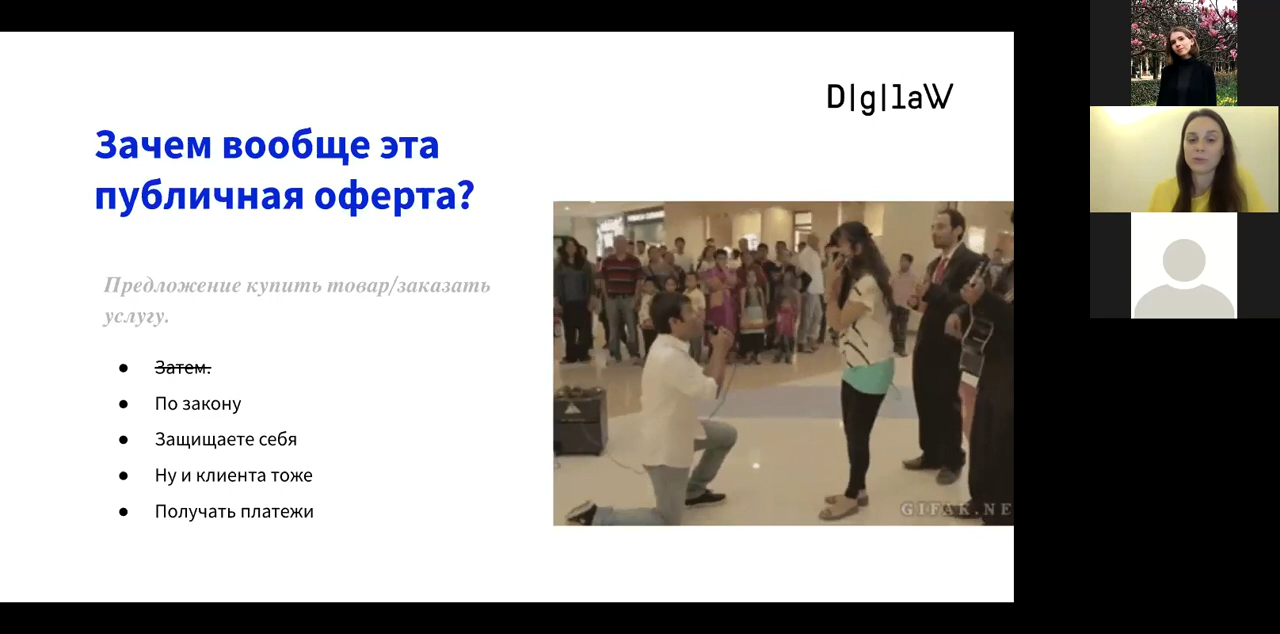 D|g|laW
Зачем вообще эта
публичная оферта?
Предложение купить товар/заказать
услугу.
Затем.
По закону
Защищаете себя
Ну и клиента тоже
Получать платежи
GIFAK.NE